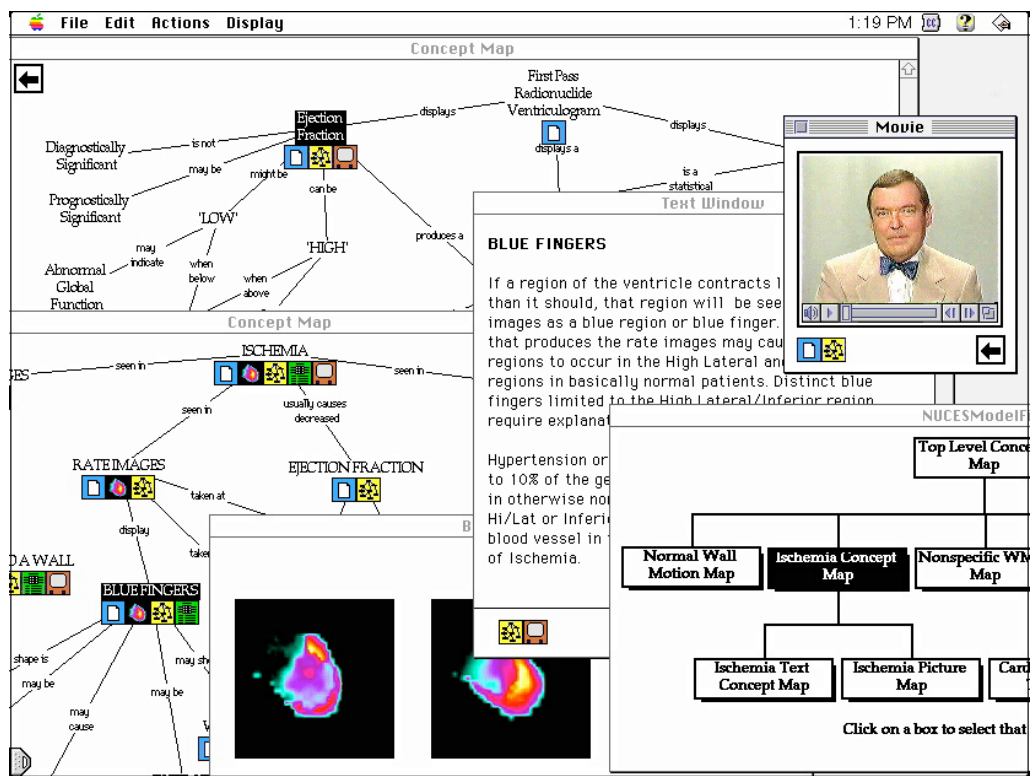 File Edit Actions Display
1:19 PM
Concept Map
First Pass
Radionuclide
Ventriculogram
Ejection
Fraction
displays
displays
displays a
is a
statistical
Diagnostically
Significant
is not
may be
might be
can be
Prognostically
Significant
'LOW'
'HIGH'
produces a
may
indicate
when
below
when
above
Abnormal
Global
Function
Movie
Text Window
BLUE FINGERS
If a region of the ventricle contracts l
than it should, that region will be see
images as a blue region or blue finger.
that produces the rate images may cau
regions to occur in the High Lateral an
regions in basically normal patients. Distinct blue
fingers limited to the High Lateral/Inferior region
require explanat
Hypertension or
to 10% of the ge
in otherwise no
Hi/Lat or Inferi
blood vessel in
of Ischemia.
Concept Map
ISCHEMIA
seen in
seen in
seen in
usually causes
decreased
RATE IMAGES
EJECTION FRACTION
taken at
display
D A WALL
BLUE FINGERS
shape is
may be
may
cause
may be
NUCESModelFi
Top Level Conce
Map
Normal Wall
Motion Map
Ischemia Concept
Map
Nonspecific WM
Map
Ischemia Text
Concept Map
Ischemia Picture
Map
Card
Click on a box to select that